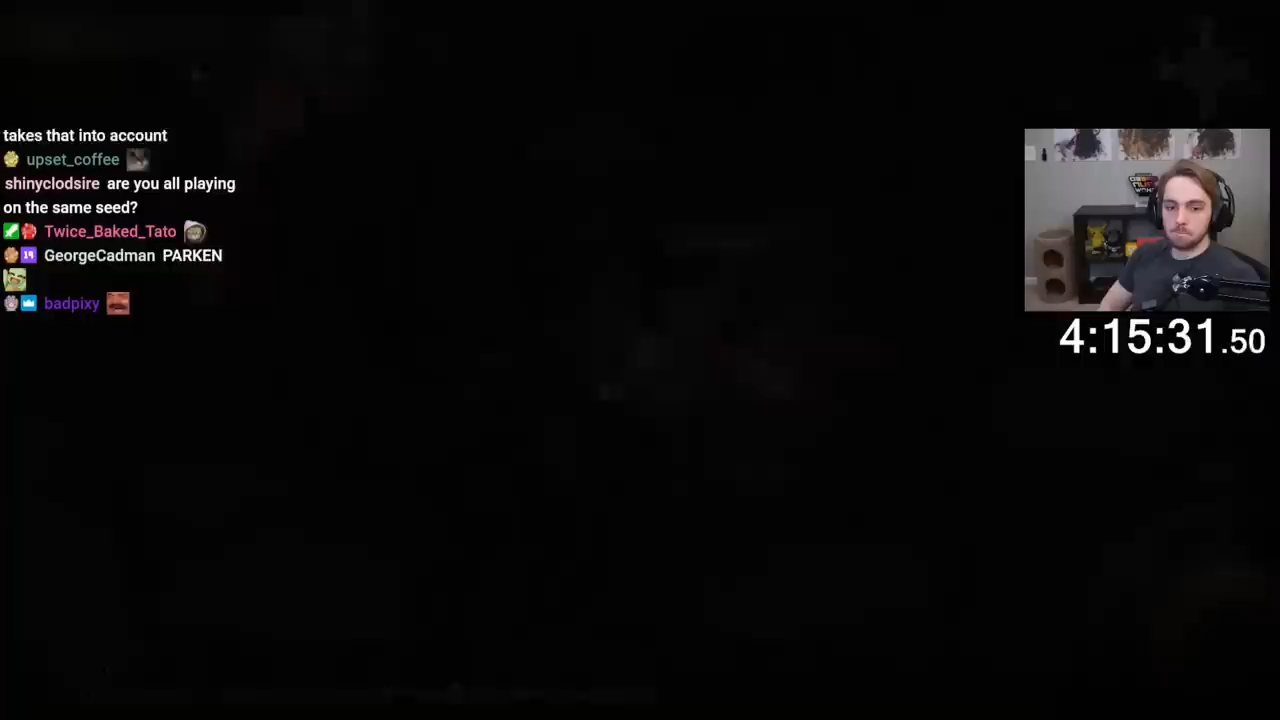 takes that into account
upset_coffee
shinyclodsire are you all playing
on the same seed?
Twice_Baked_Tato
GeorgeCadman PARKEN
badpixy
4:15:31.50